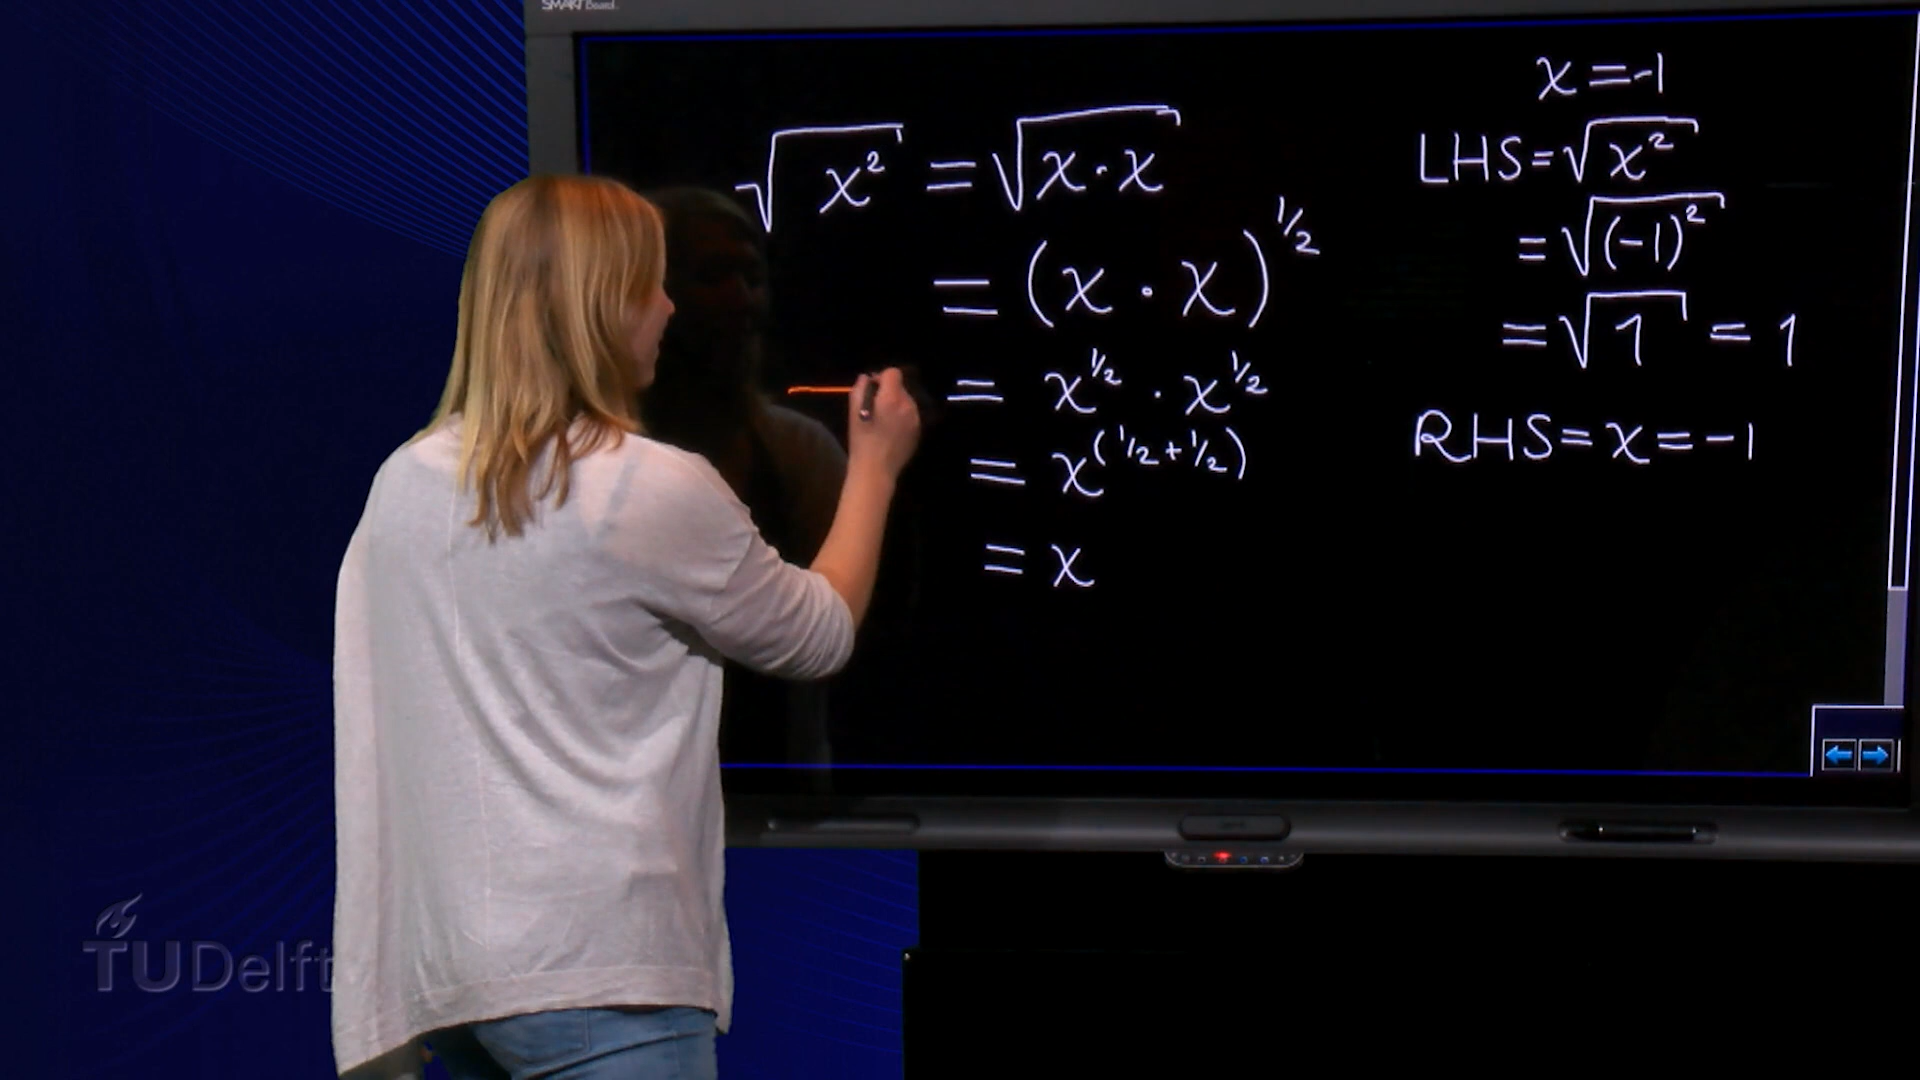 SMART Board
√x² = √x·x
= (x · x)^1/2
= x^1/2 · x^1/2
= x^(1/2+1/2)
= x
x = -1
LHS = √x²
= √(-1)²
= √1 = 1
RHS = x = -1
TUDelft